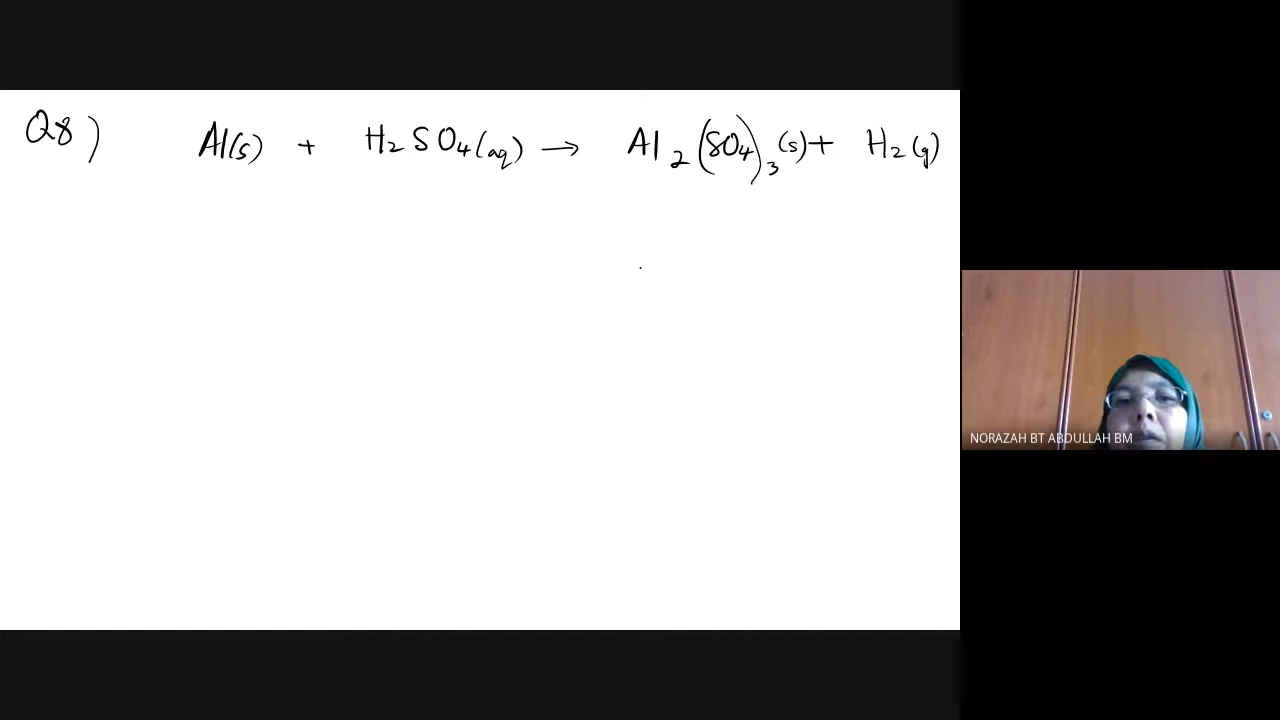 Q8) Al(s) + H₂SO₄(aq) → Al₂(SO₄)₃(s) + H₂(g)
NORAZAH BT ABDULLAH BM